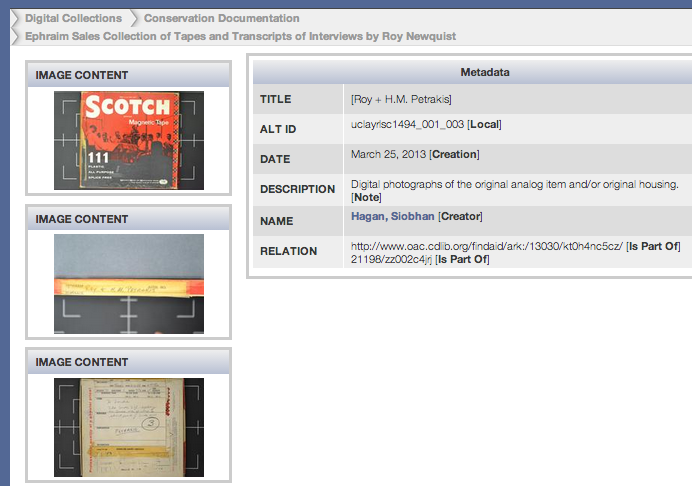 Digital Collections Conservation Documentation
Ephraim Sales Collection of Tapes and Transcripts of Interviews by Roy Newquist
IMAGE CONTENT
SCOTCH
Magnetic Tape
111
PLASTIC
ALL PURPOSE
SPLICE FREE
IMAGE CONTENT
IMAGE CONTENT
Metadata
TITLE [Roy + H.M. Petrakis]
ALT ID uclayrlsc1494_001_003 [Local]
DATE March 25, 2013 [Creation]
DESCRIPTION Digital photographs of the original analog item and/or original housing.
[Note]
NAME Hagan, Siobhan [Creator]
RELATION http://www.oac.cdlib.org/findaid/ark:/13030/kt0h4nc5cz/ [Is Part Of]
21198/zz002c4jrj [Is Part Of]